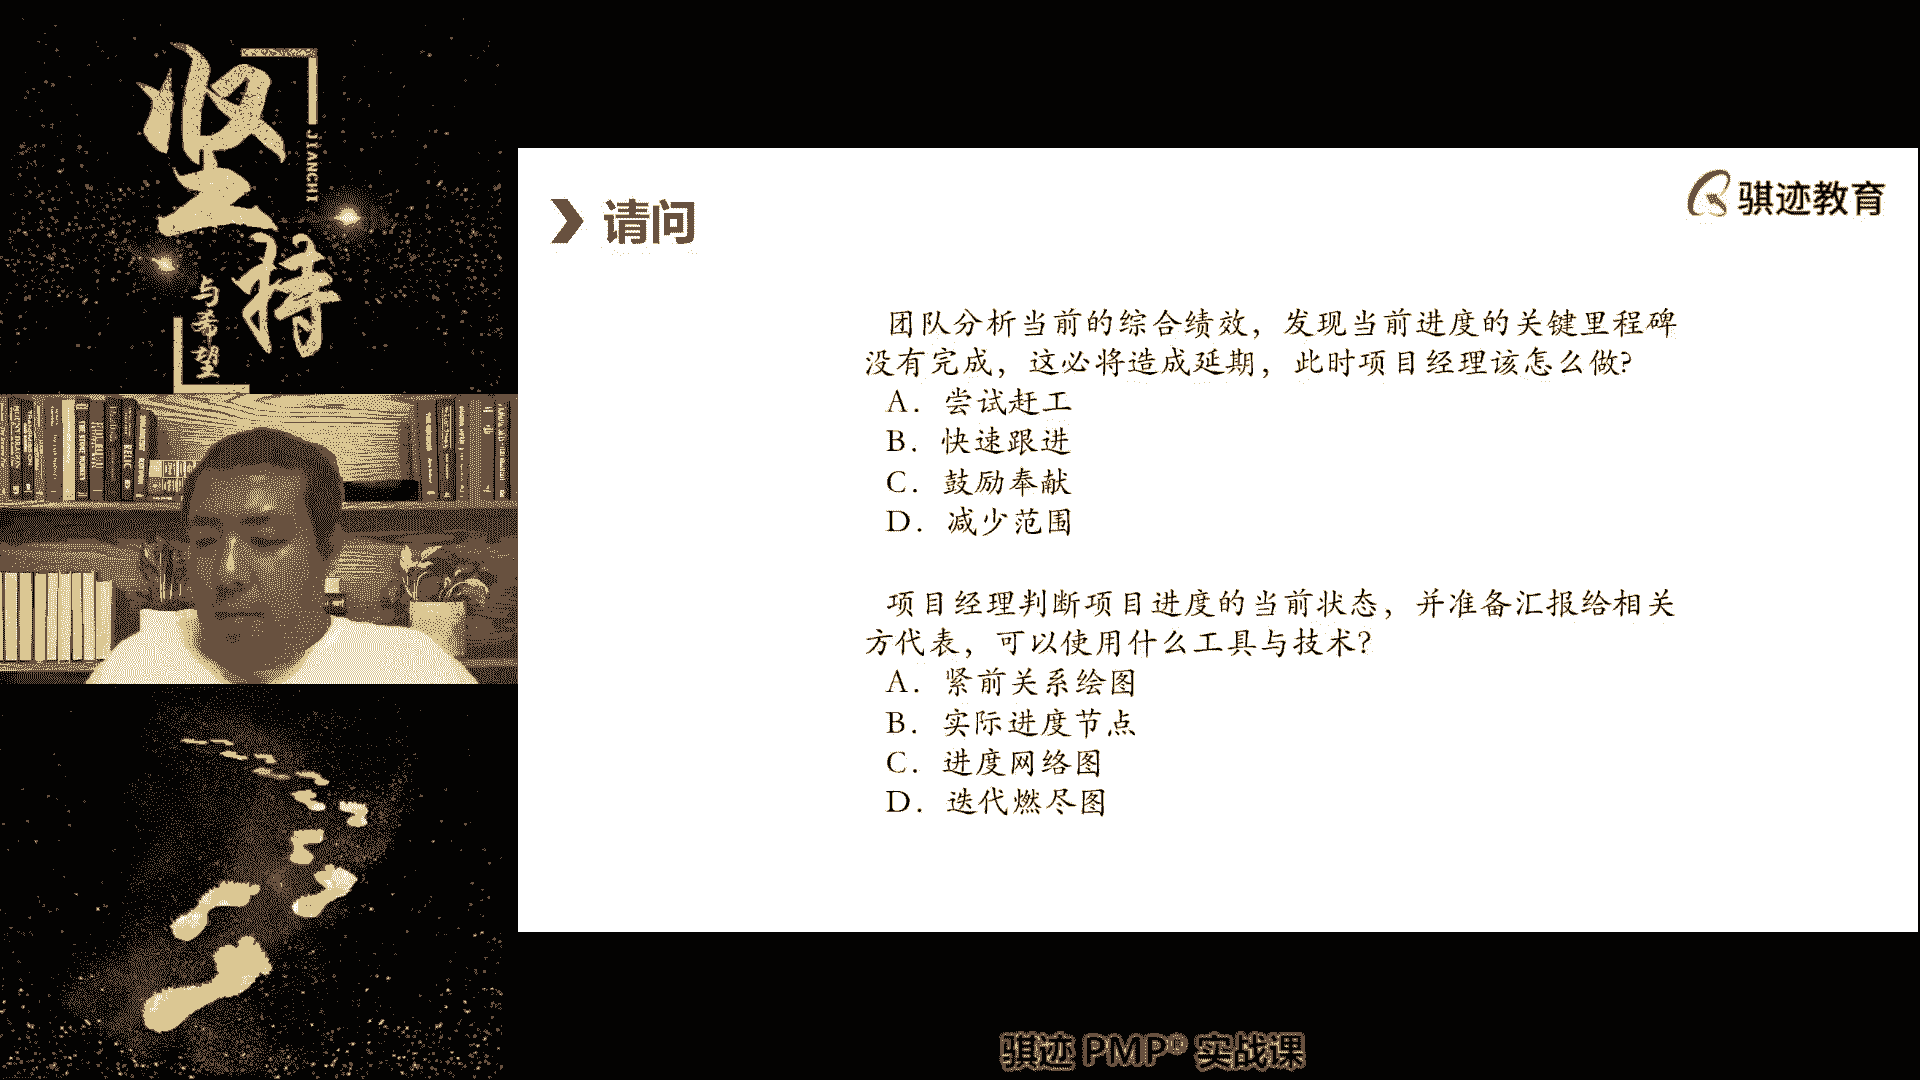 坚持
JIANCHI
与希望
请问
骐迹教育
团队分析当前的综合绩效，发现当前进度的关键里程碑
没有完成，这必将造成延期，此时项目经理该怎么做?
A. 尝试赶工
B. 快速跟进
C. 鼓励奉献
D. 减少范围
项目经理判断项目进度的当前状态，并准备汇报给相关
方代表，可以使用什么工具与技术?
A. 紧前关系绘图
B. 实际进度节点
C. 进度网络图
D. 迭代燃尽图
骐迹 PMP® 实战课